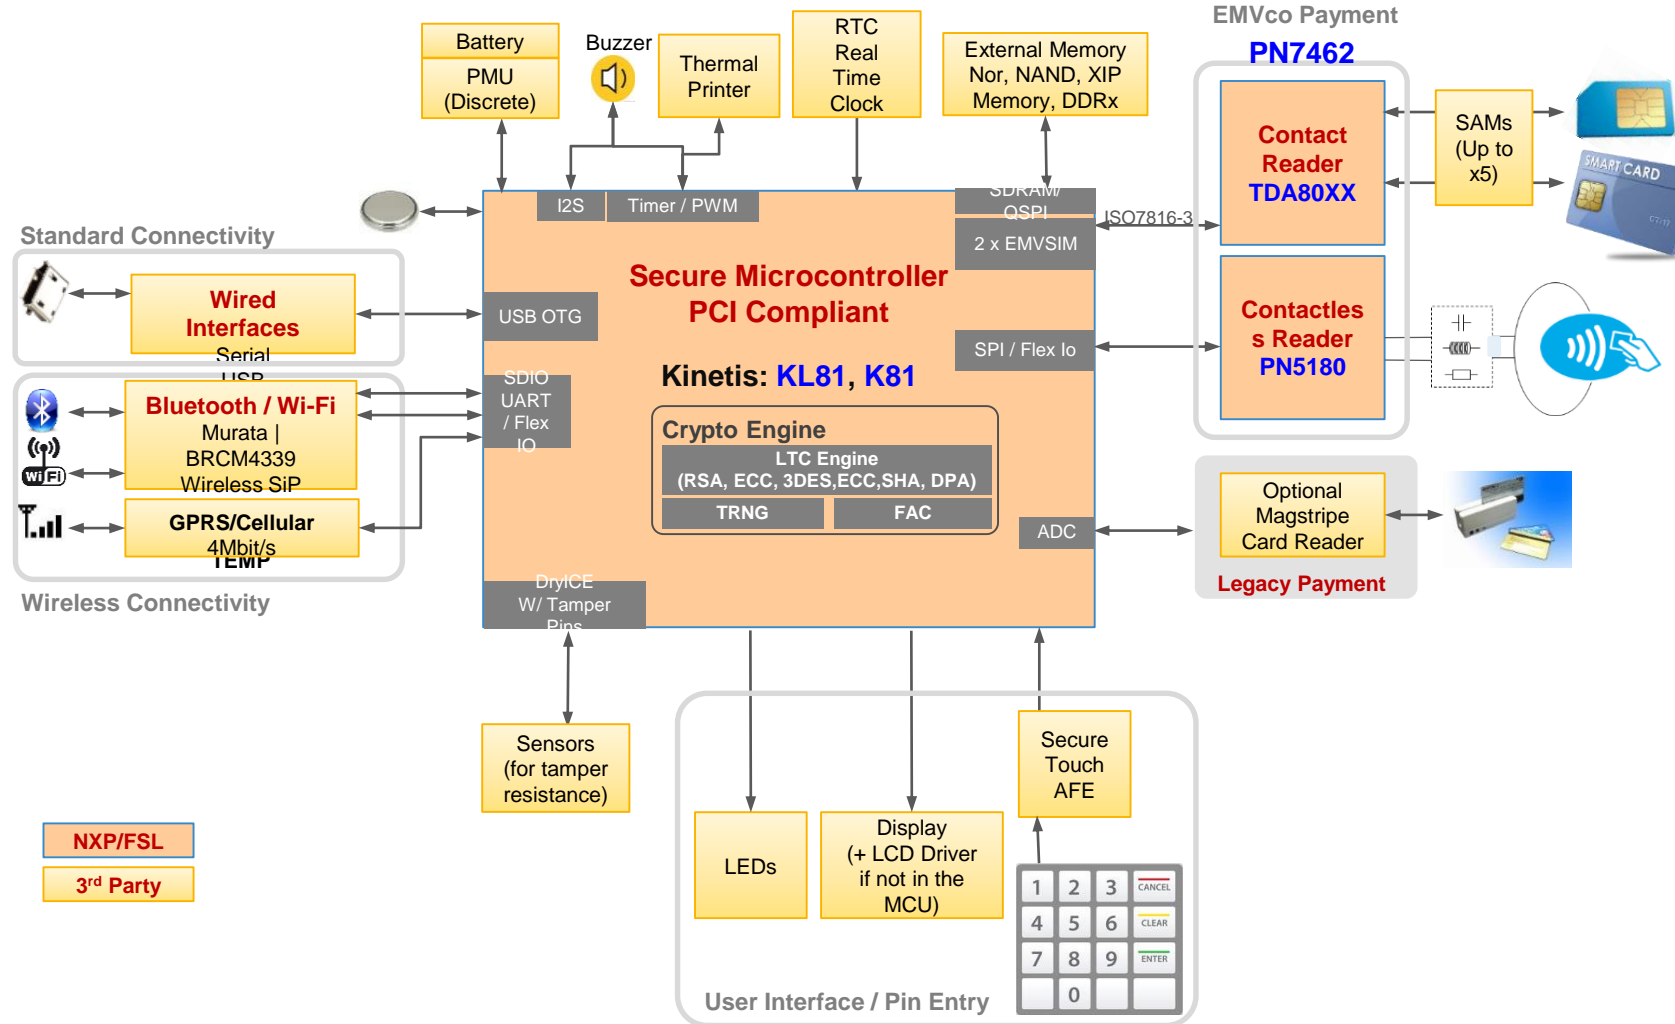 EMVco Payment
PN7462
Battery
PMU
(Discrete)
Buzzer
Thermal
Printer
RTC
Real
Time
Clock
External Memory
Nor, NAND, XIP
Memory, DDRx
Contact
Reader
TDA80XX
SAMs
(Up to
x5)
SMART CARD
I2S
Timer / PWM
SDRAM/
QSPI
2 x EMVSIM
ISO7816-3
Standard Connectivity
Wired
Interfaces
Serial
USB
USB OTG
Secure Microcontroller
PCI Compliant
Kinetis: KL81, K81
SPI / Flex Io
Contactles
s Reader
PN5180
Bluetooth / Wi-Fi
Murata |
BRCM4339
Wireless SiP
WiFi
SDIO
UART
/ Flex
IO
GPRS/Cellular
4Mbit/s
TEMP
Wireless Connectivity
Crypto Engine
LTC Engine
(RSA, ECC, 3DES,ECC,SHA, DPA)
TRNG
FAC
ADC
Optional
Magstripe
Card Reader
Legacy Payment
DryICE
W/ Tamper
Pins
Sensors
(for tamper
resistance)
Secure
Touch
AFE
LEDs
Display
(+ LCD Driver
if not in the
MCU)
1 2 3 CANCEL
4 5 6 CLEAR
7 8 9 ENTER
0
User Interface / Pin Entry
NXP/FSL
3rd Party